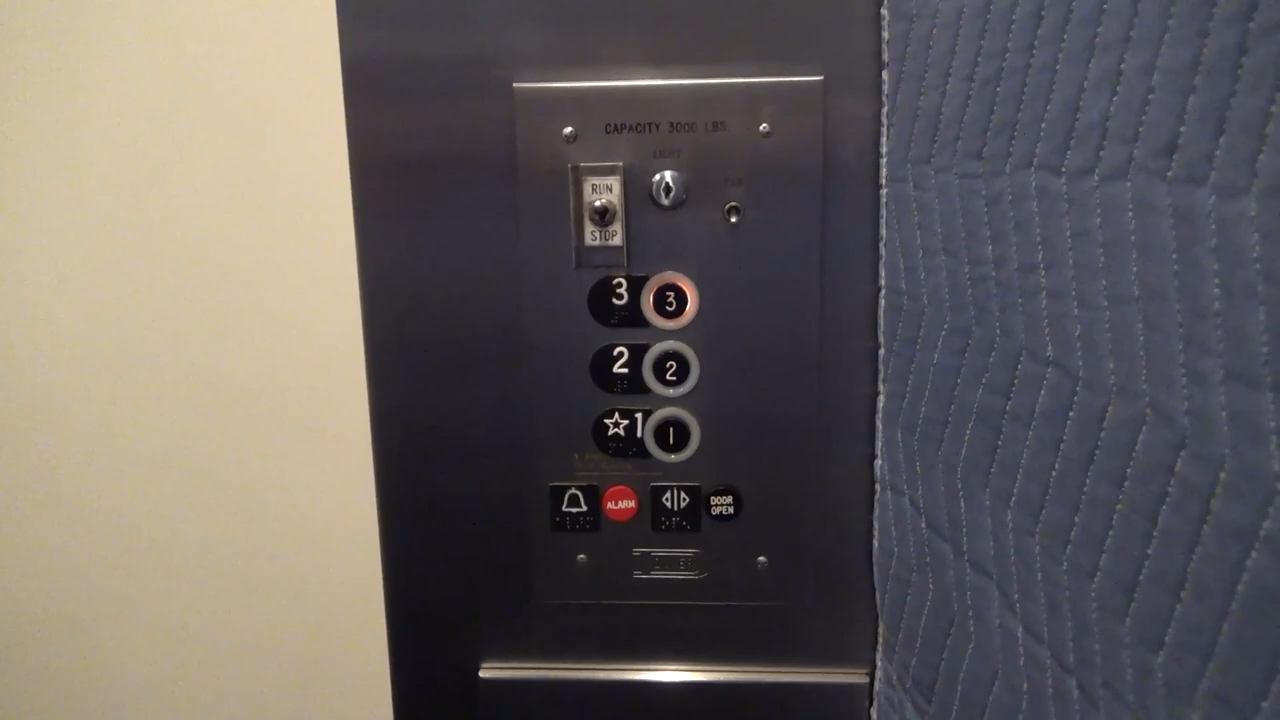 CAPACITY 3000 LBS.
LIGHT
RUN
STOP
3 3
2 2
☆1 1
ALARM
DOOR
OPEN